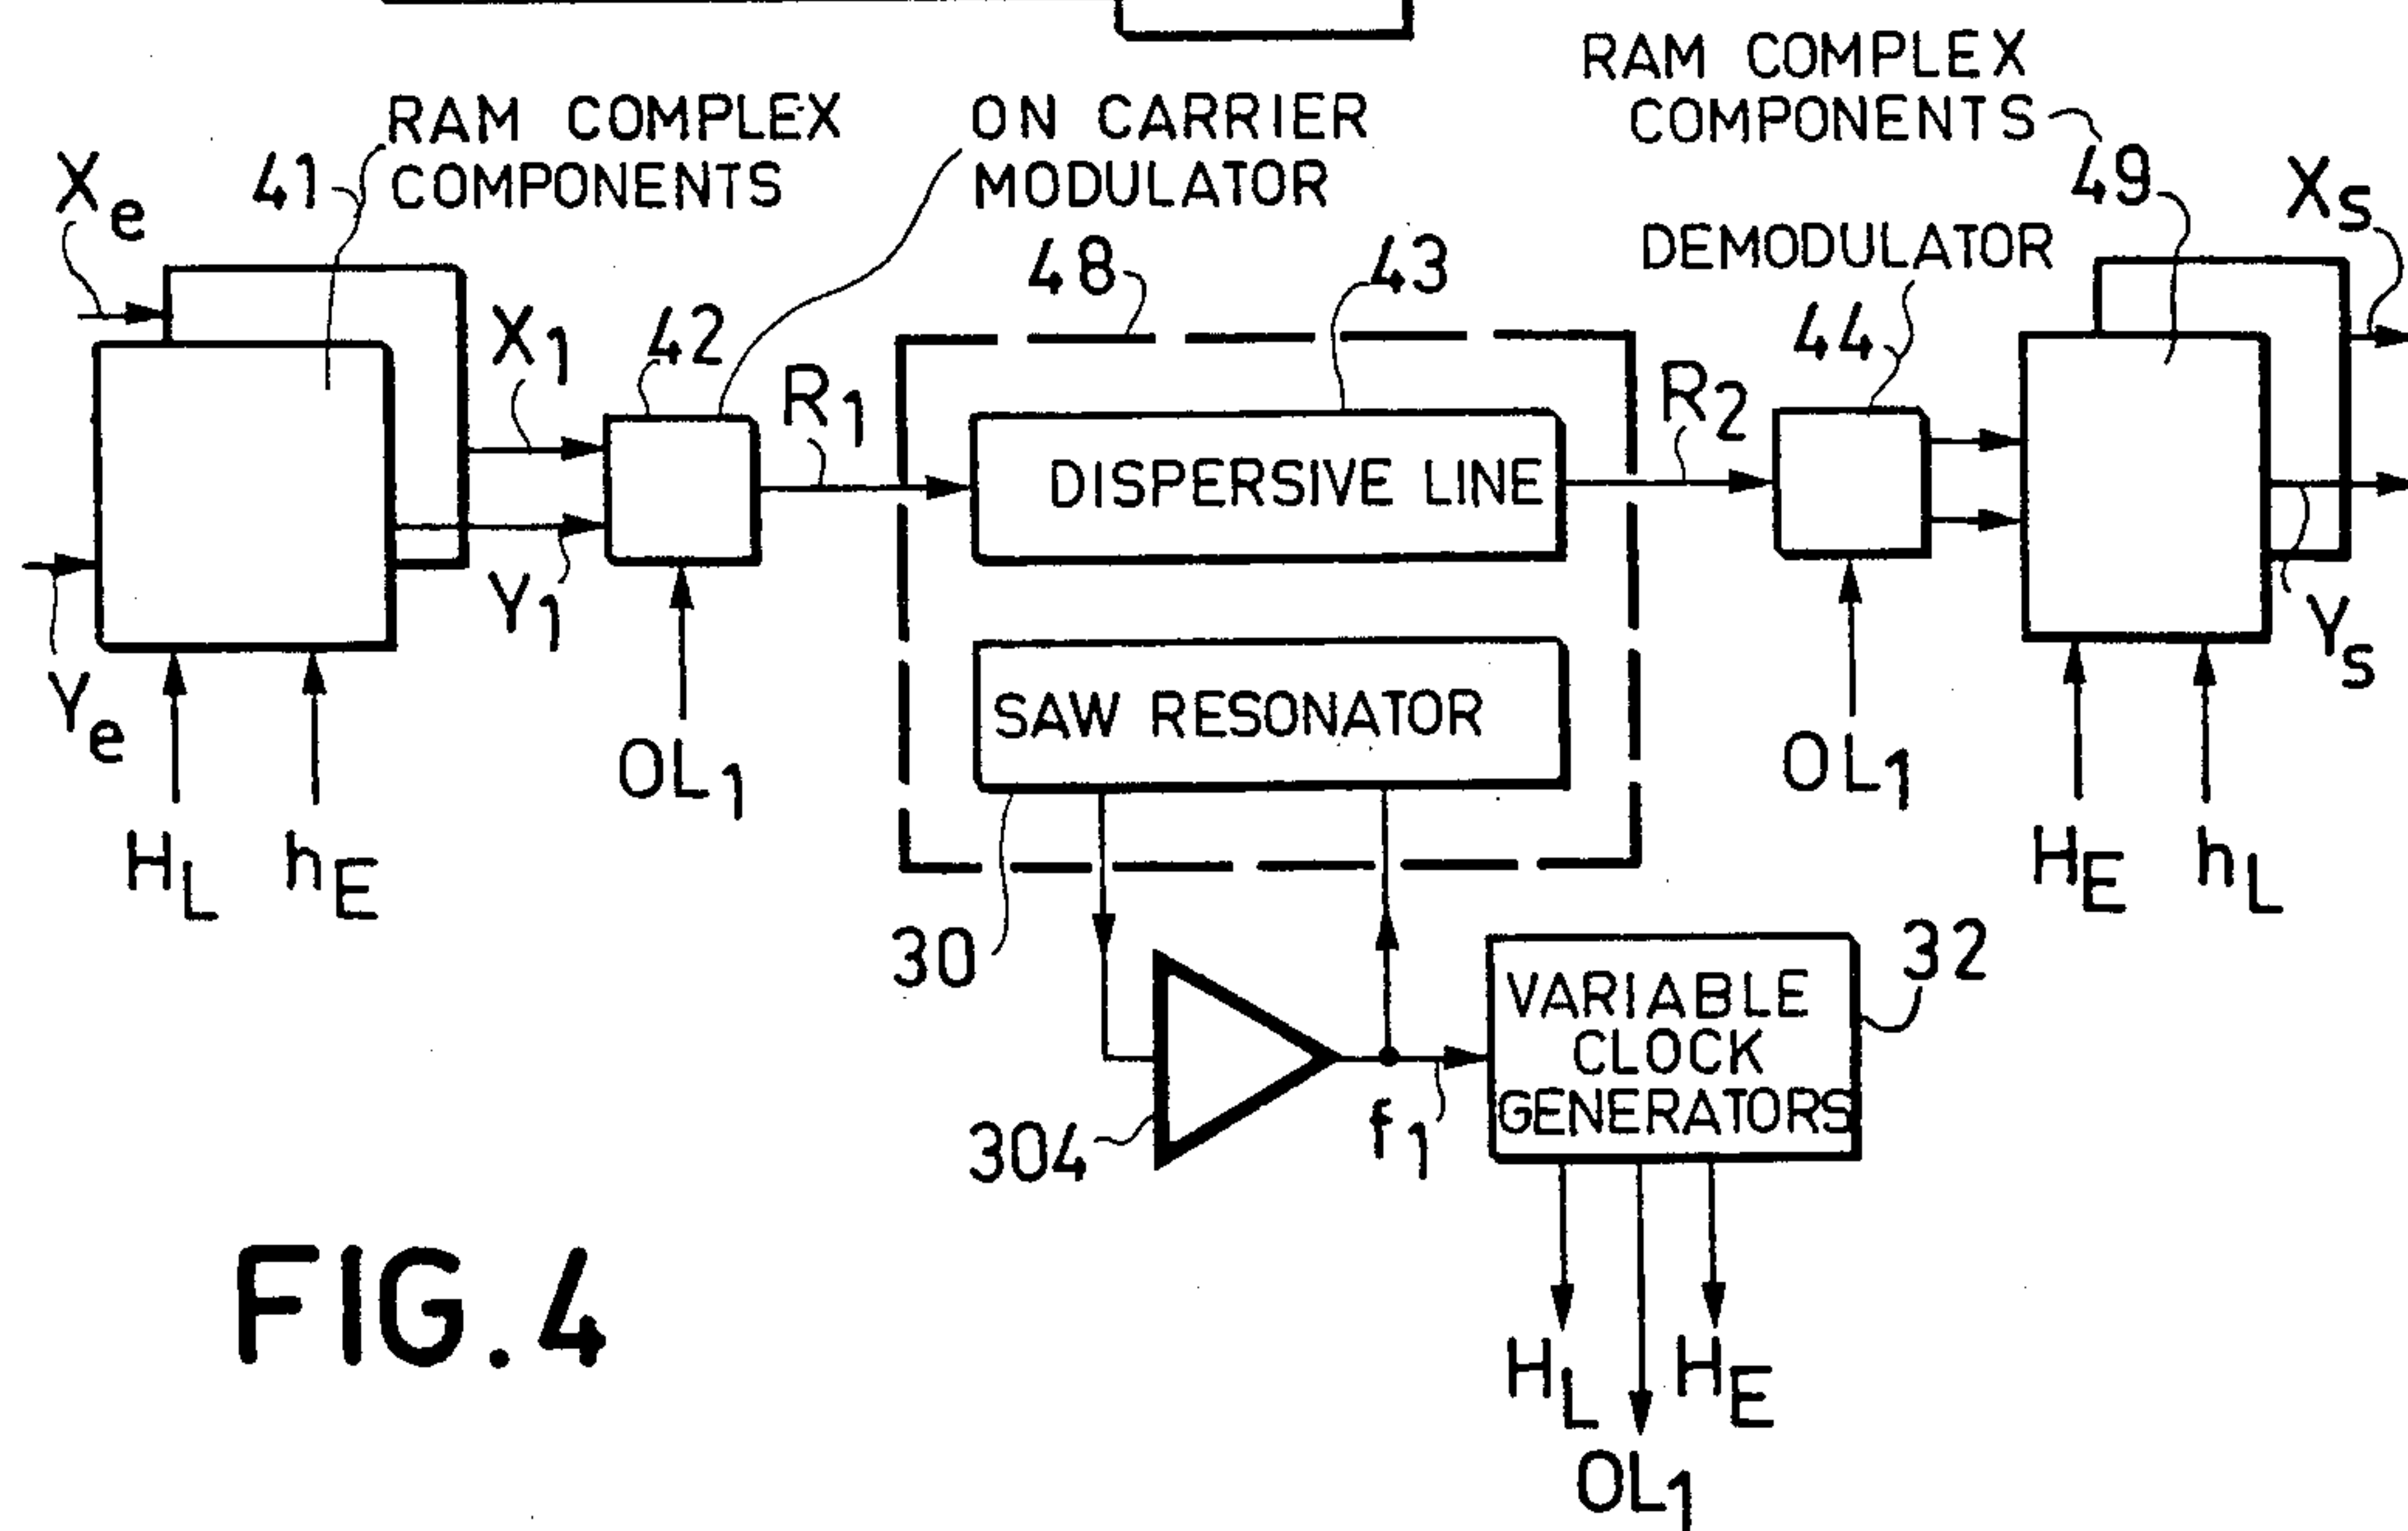 RAM COMPLEX
COMPONENTS
RAM COMPLEX
COMPONENTS
ON CARRIER
MODULATOR
Xe
41
49
Xs
DEMODULATOR
48
43
X1
42
44
R1
R2
DISPERSIVE LINE
Y1
Ye
Ys
SAW RESONATOR
OL1
OL1
HL
hE
HE
hL
30
32
VARIABLE
CLOCK
GENERATORS
304
f1
FIG.4
HL
HE
OL1